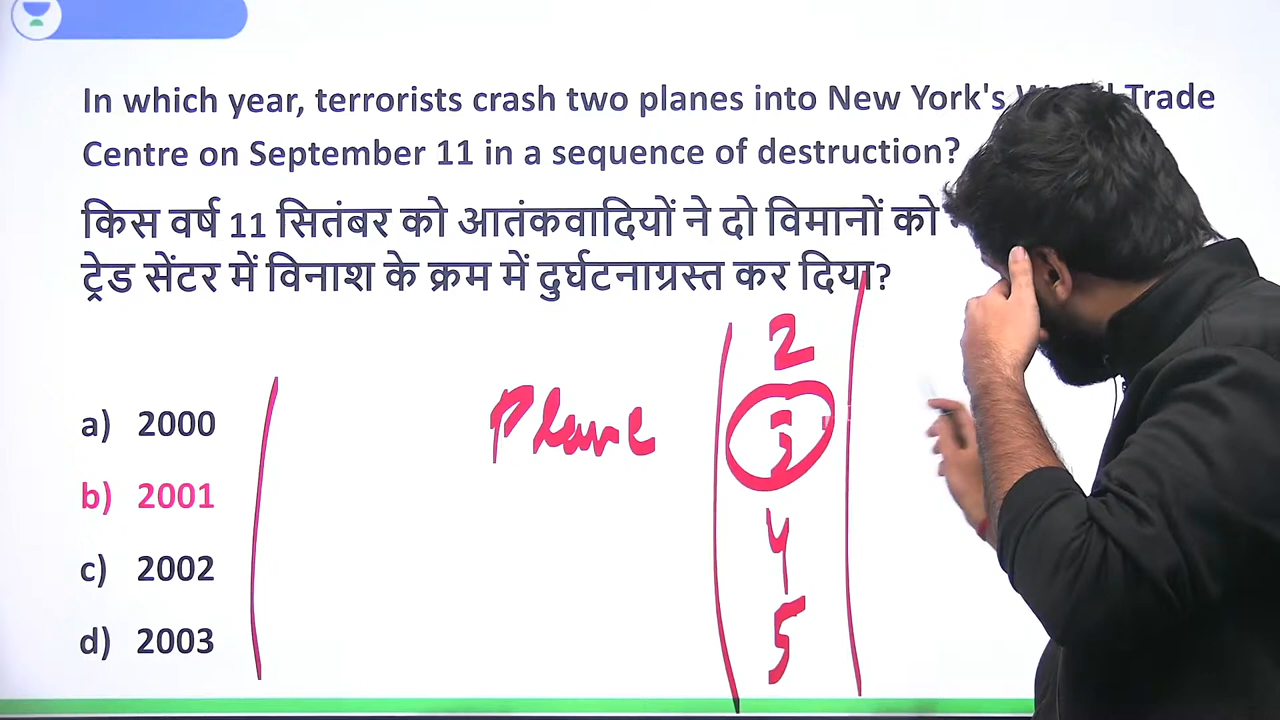 In which year, terrorists crash two planes into New York's Trade
Centre on September 11 in a sequence of destruction?
किस वर्ष 11 सितंबर को आतंकवादियों ने दो विमानों को
ट्रेड सेंटर में विनाश के क्रम में दुर्घटनाग्रस्त कर दिया?
a) 2000
b) 2001
c) 2002
d) 2003
Plane
2
3
4
5